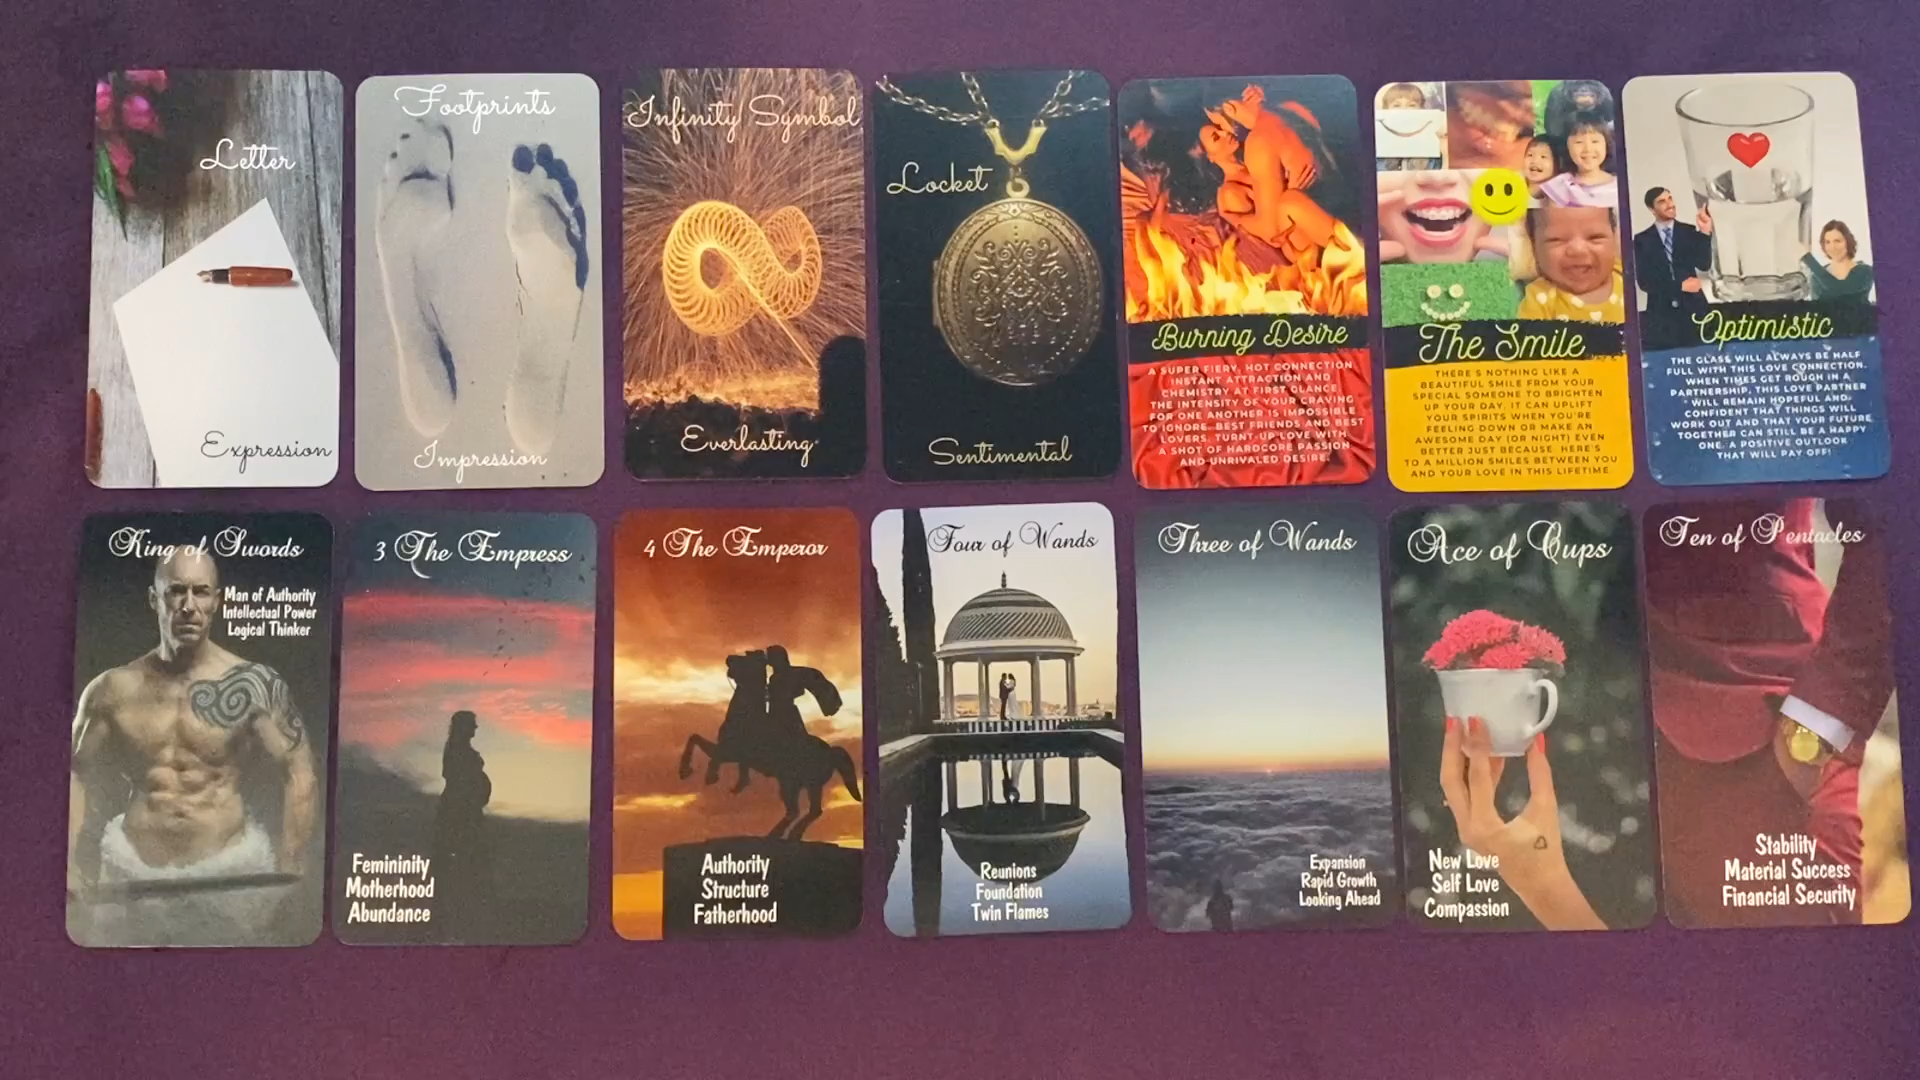 Letter
Expression
Footprints
Impression
Infinity Symbol
Everlasting
Locket
Sentimental
Burning Desire
A SUPER FIERY, HOT CONNECTION
INSTANT ATTRACTION AND
CHEMISTRY AT FIRST GLANCE
THE INTENSITY OF YOUR CRAVING
FOR ONE ANOTHER IS IMPOSSIBLE
TO IGNORE. BEST FRIENDS AND BEST
LOVERS. TURNT-UP LOVE WITH
A SHOT OF HARDCORE PASSION
AND UNRIVALED DESIRE.
The Smile
THERE'S NOTHING LIKE A
BEAUTIFUL SMILE FROM YOUR
SPECIAL SOMEONE TO BRIGHTEN
UP YOUR DAY. IT CAN UPLIFT
YOUR SPIRITS WHEN YOU'RE
FEELING DOWN OR MAKE AN
AWESOME DAY (OR NIGHT) EVEN
BETTER JUST BECAUSE. HERE'S
TO A MILLION SMILES BETWEEN YOU
AND YOUR LOVE IN THIS LIFETIME.
Optimistic
THE GLASS WILL ALWAYS BE HALF
FULL WITH THIS LOVE CONNECTION.
WHEN TIMES GET ROUGH IN A
PARTNERSHIP, THIS LOVE PARTNER
WILL REMAIN HOPEFUL AND
CONFIDENT THAT THINGS WILL
WORK OUT AND THAT YOUR FUTURE
TOGETHER CAN STILL BE A HAPPY
ONE. A POSITIVE OUTLOOK
THAT WILL PAY OFF!
King of Swords
Man of Authority
Intellectual Power
Logical Thinker
3 The Empress
Femininity
Motherhood
Abundance
4 The Emperor
Authority
Structure
Fatherhood
Four of Wands
Reunions
Foundation
Twin Flames
Three of Wands
Expansion
Rapid Growth
Looking Ahead
Ace of Cups
New Love
Self Love
Compassion
Ten of Pentacles
Stability
Material Success
Financial Security